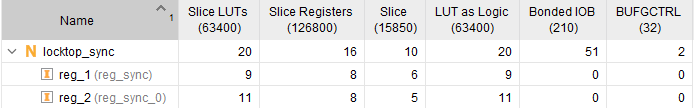 Name 1 Slice LUTs (63400) Slice Registers (126800) Slice (15850) LUT as Logic (63400) Bonded IOB (210) BUFGCTRL (32)
N locktop_sync 20 16 10 20 51 2
I reg_1 (reg_sync) 9 8 6 9 0 0
I reg_2 (reg_sync_0) 11 8 5 11 0 0